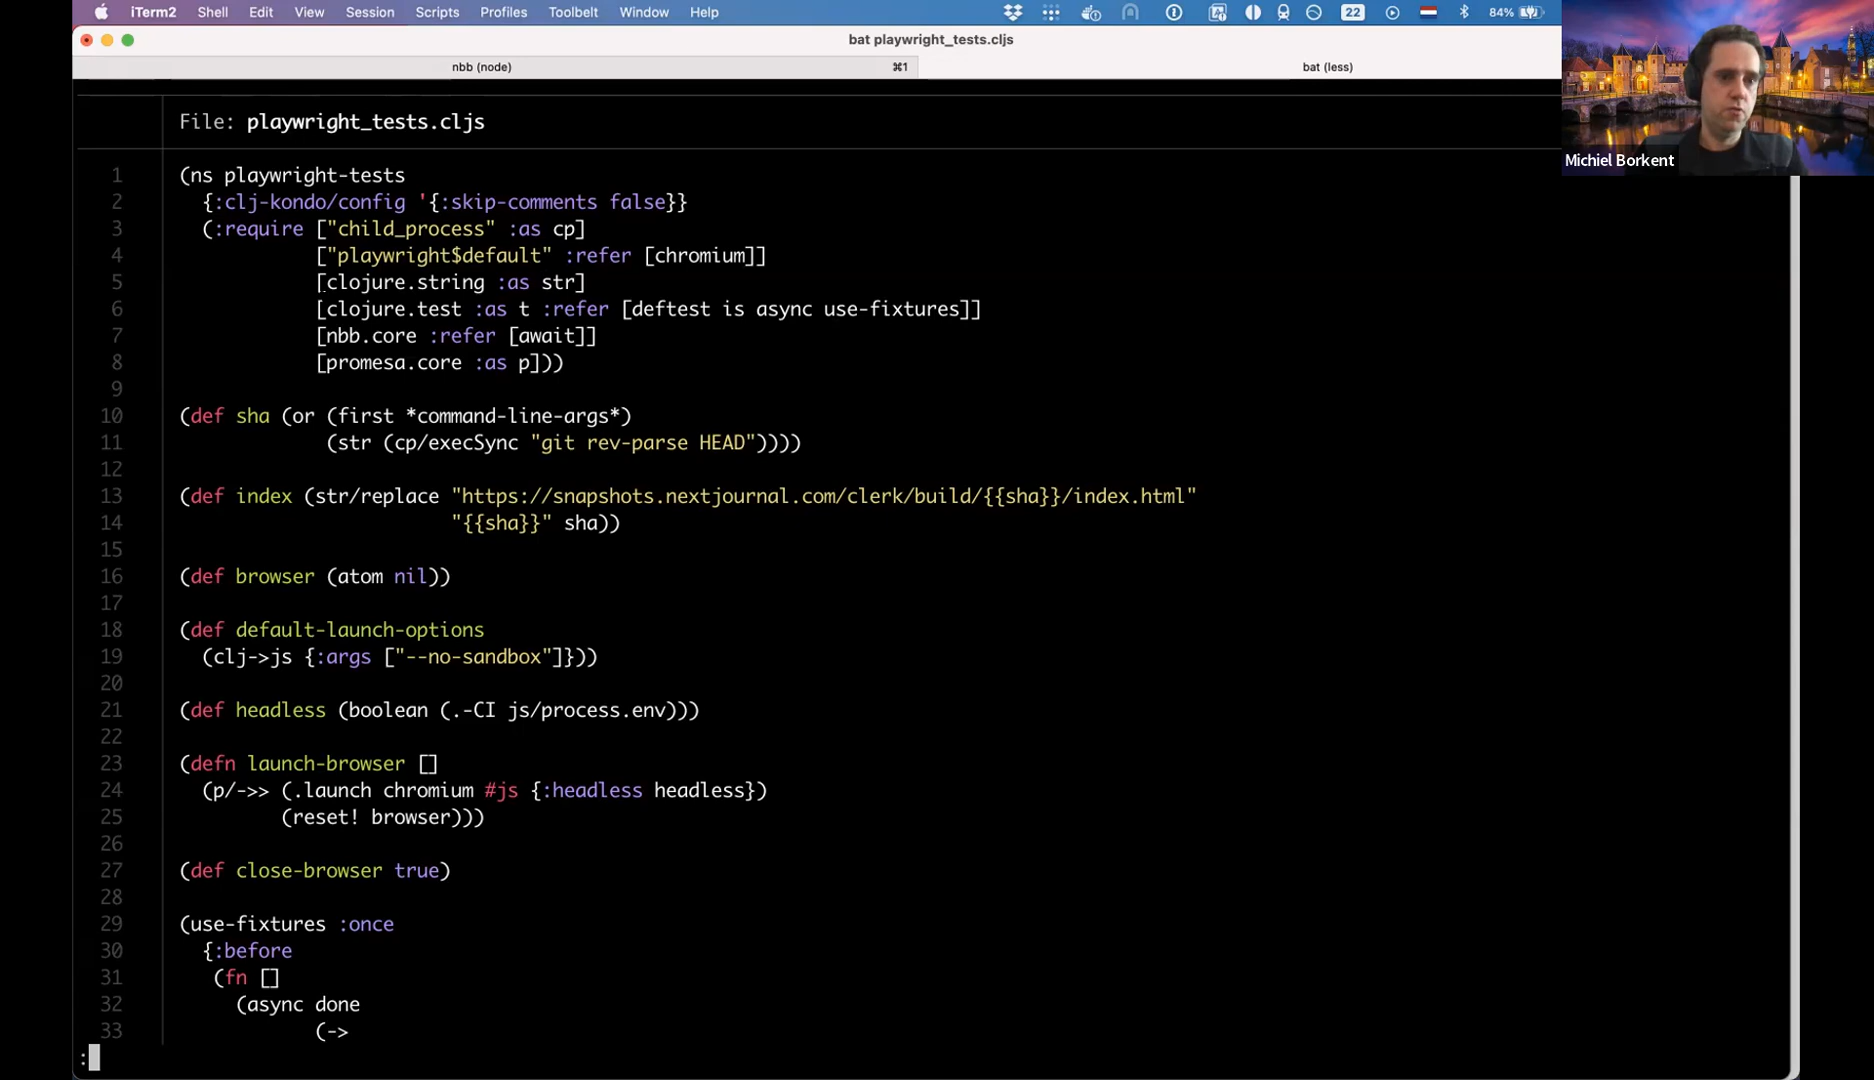 iTerm2 Shell Edit View Session Scripts Profiles Toolbelt Window Help 22 84%
bat playwright_tests.cljs
nbb (node) ⌘1 bat (less)
Michiel Borkent
File: playwright_tests.cljs
1 (ns playwright-tests
2 {:clj-kondo/config '{:skip-comments false}}
3 (:require ["child_process" :as cp]
4 ["playwright$default" :refer [chromium]]
5 [clojure.string :as str]
6 [clojure.test :as t :refer [deftest is async use-fixtures]]
7 [nbb.core :refer [await]]
8 [promesa.core :as p]))
9
10 (def sha (or (first *command-line-args*)
11 (str (cp/execSync "git rev-parse HEAD"))))
12
13 (def index (str/replace "https://snapshots.nextjournal.com/clerk/build/{{sha}}/index.html"
14 "{{sha}}" sha))
15
16 (def browser (atom nil))
17
18 (def default-launch-options
19 (clj->js {:args ["--no-sandbox"]}))
20
21 (def headless (boolean (.-CI js/process.env)))
22
23 (defn launch-browser []
24 (p/->> (.launch chromium #js {:headless headless})
25 (reset! browser)))
26
27 (def close-browser true)
28
29 (use-fixtures :once
30 {:before
31 (fn []
32 (async done
33 (->
: